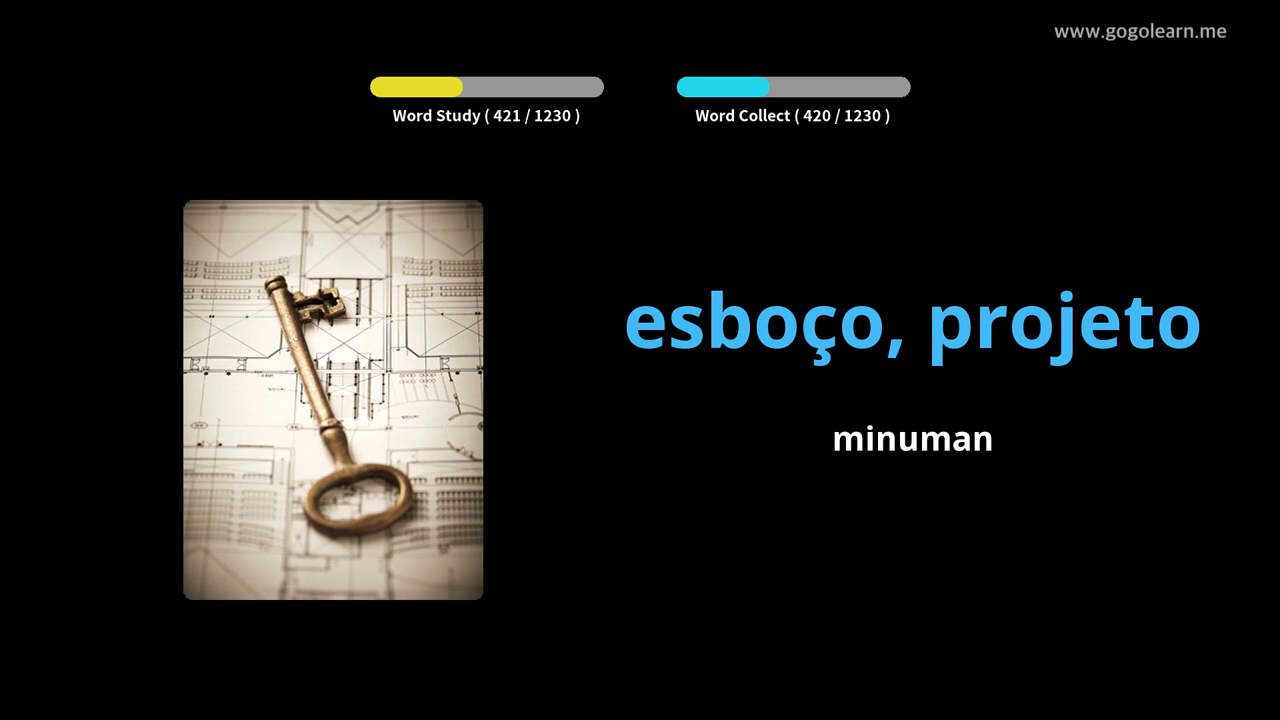 www.gogolearn.me
Word Study ( 421 / 1230 )
Word Collect ( 420 / 1230 )
esboço, projeto
minuman